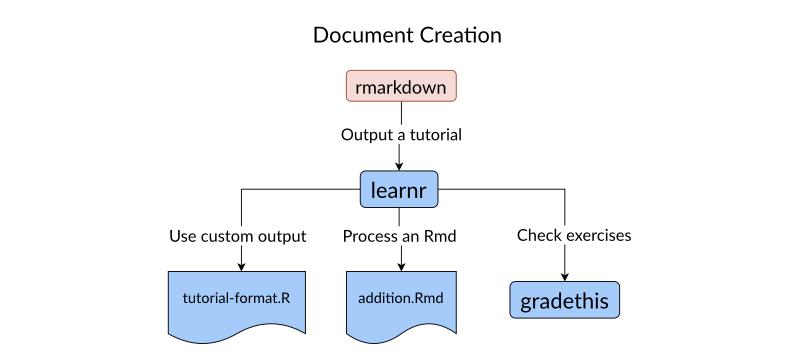 Document Creation
rmarkdown
Output a tutorial
learnr
Use custom output
Process an Rmd
Check exercises
tutorial-format.R
addition.Rmd
gradethis